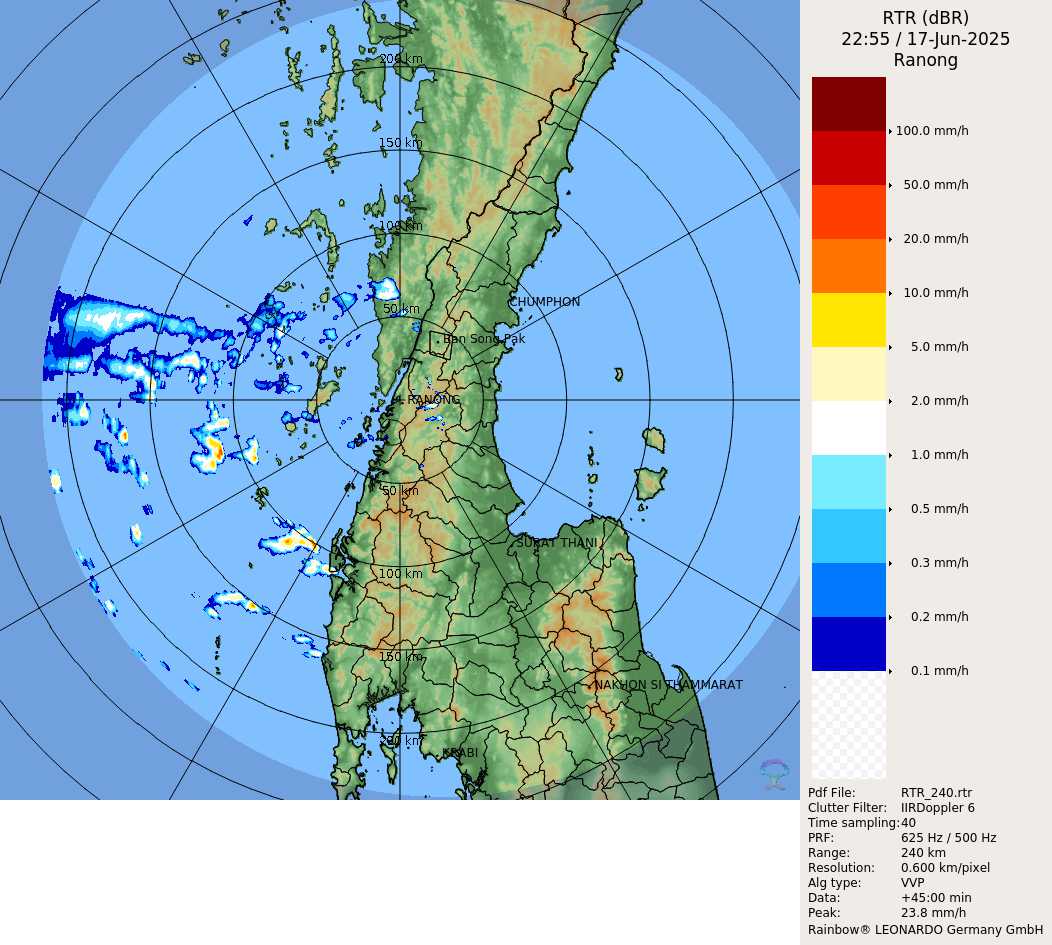 RTR (dBR)
22:55 / 17-Jun-2025
Ranong
200 km
150 km
100 km
50 km
CHUMPHON
Ban Song Pak
RANONG
50 km
SURAT THANI
100 km
150 km
NAKHON SI THAMMARAT
200 km
KRABI
100.0 mm/h
50.0 mm/h
20.0 mm/h
10.0 mm/h
5.0 mm/h
2.0 mm/h
1.0 mm/h
0.5 mm/h
0.3 mm/h
0.2 mm/h
0.1 mm/h
Pdf File: RTR_240.rtr
Clutter Filter: IIRDoppler 6
Time sampling:40
PRF: 625 Hz / 500 Hz
Range: 240 km
Resolution: 0.600 km/pixel
Alg type: VVP
Data: +45:00 min
Peak: 23.8 mm/h
Rainbow® LEONARDO Germany GmbH